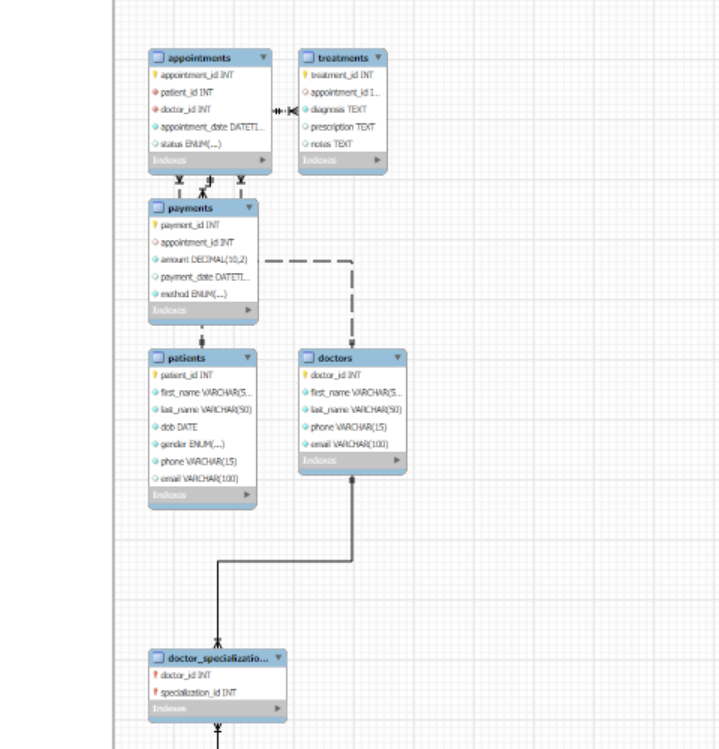 appointments
appointment_id INT
patient_id INT
doctor_id INT
appointment_date DATETI...
status ENUM(...)
Indexes
treatments
treatment_id INT
appointment_id I...
diagnosis TEXT
prescription TEXT
notes TEXT
Indexes
payments
payment_id INT
appointment_id INT
amount DECIMAL(10,2)
payment_date DATETI...
method ENUM(...)
Indexes
patients
patient_id INT
first_name VARCHAR(5...
last_name VARCHAR(50)
dob DATE
gender ENUM(...)
phone VARCHAR(15)
email VARCHAR(100)
Indexes
doctors
doctor_id INT
first_name VARCHAR(5...
last_name VARCHAR(50)
phone VARCHAR(15)
email VARCHAR(100)
Indexes
doctor_specializatio...
doctor_id INT
specialization_id INT
Indexes